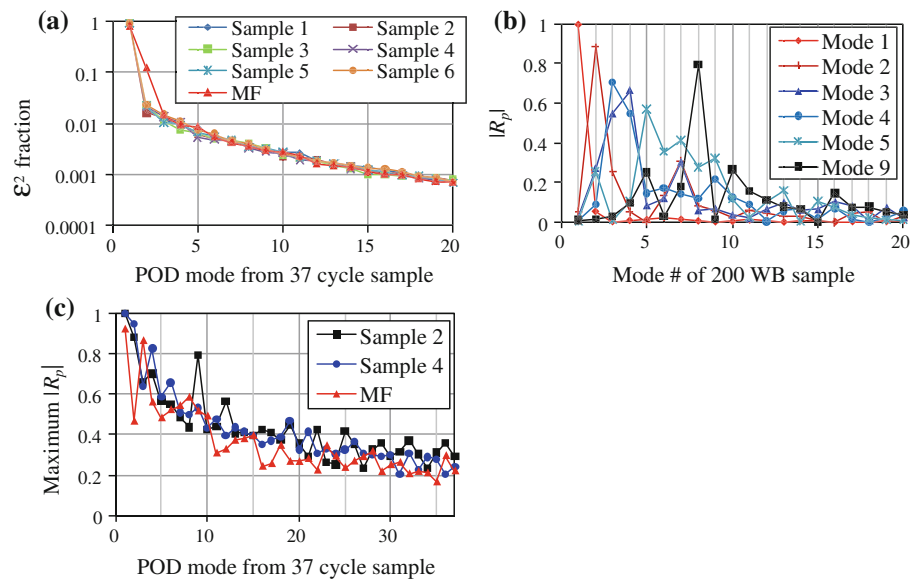 (a)
1
0.1
0.01
0.001
0.0001
ε² fraction
Sample 1
Sample 2
Sample 3
Sample 4
Sample 5
Sample 6
MF
0 5 10 15 20
POD mode from 37 cycle sample
(b)
1
0.8
0.6
0.4
0.2
0
|Rp|
Mode 1
Mode 2
Mode 3
Mode 4
Mode 5
Mode 9
0 5 10 15 20
Mode # of 200 WB sample
(c)
1
0.8
0.6
0.4
0.2
0
Maximum |Rp|
Sample 2
Sample 4
MF
0 10 20 30
POD mode from 37 cycle sample